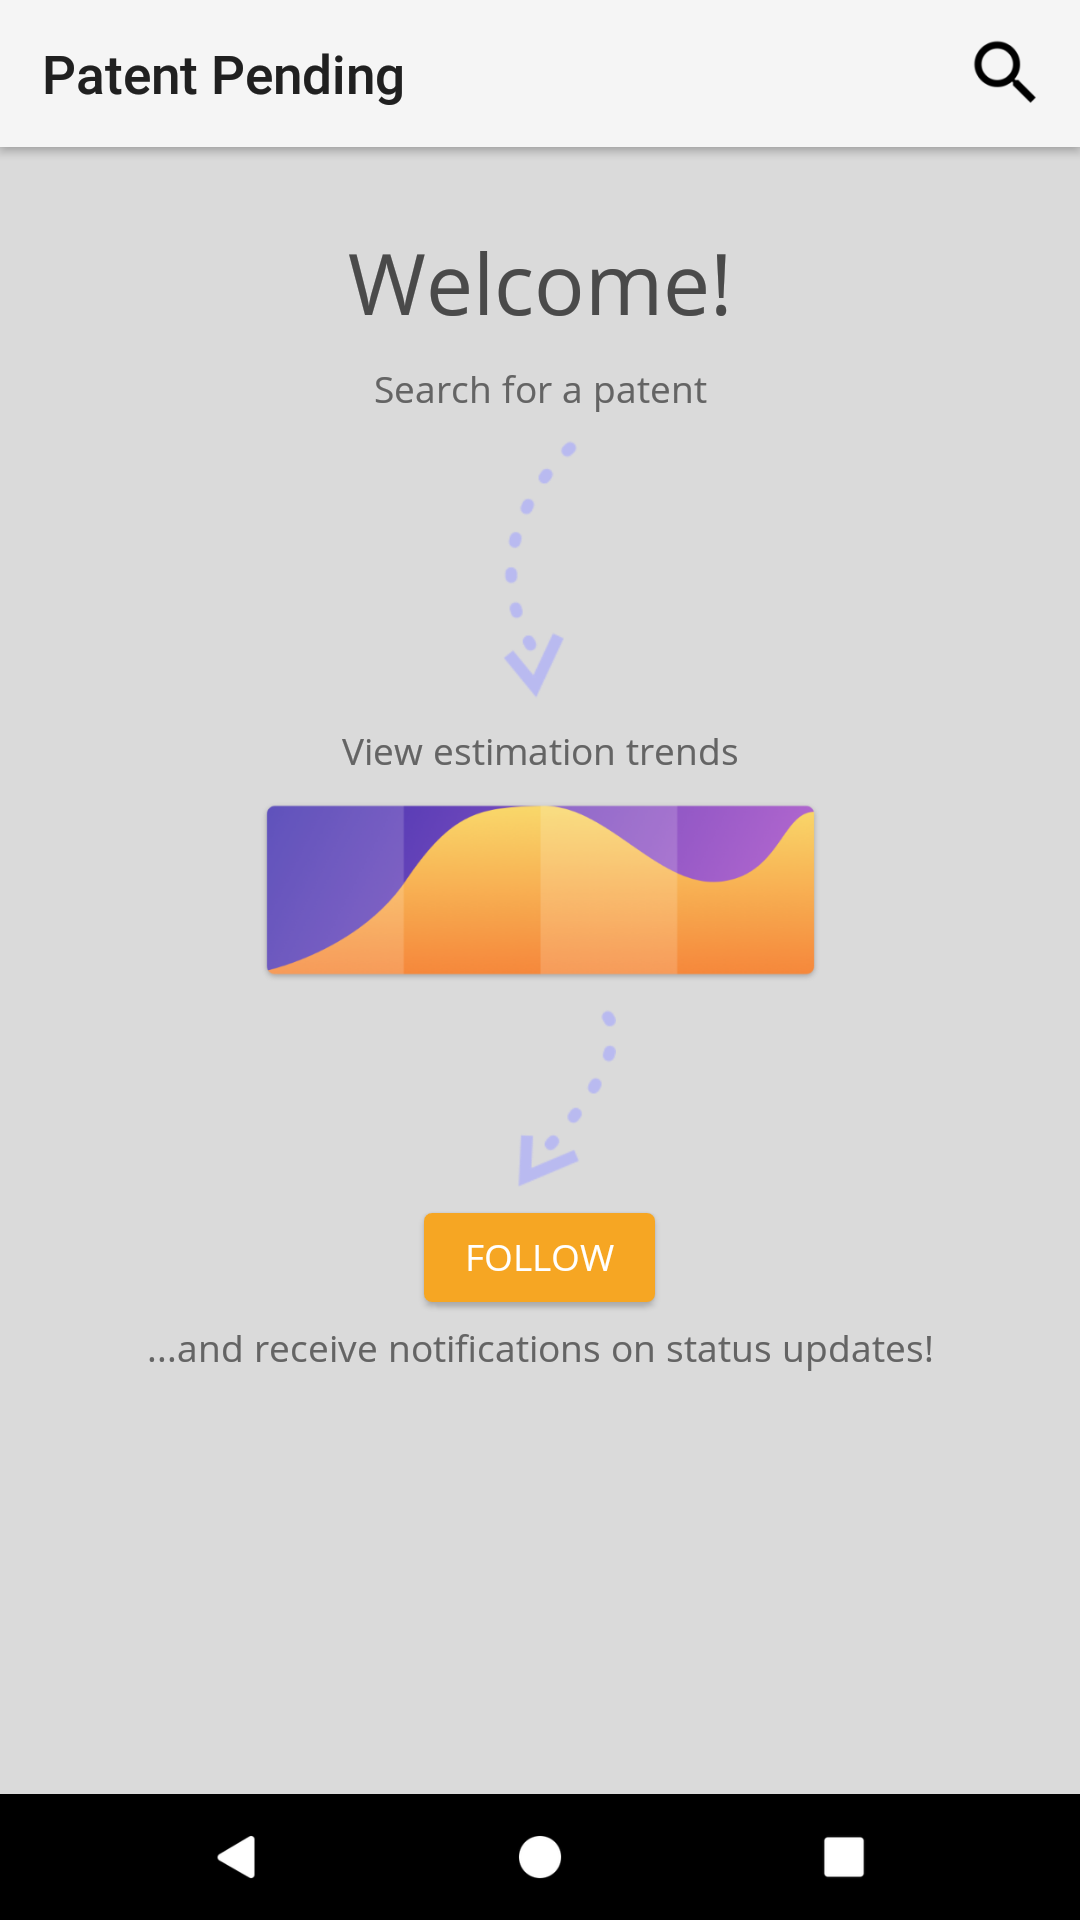 Patent Pending
Welcome!
Search for a patent
View estimation trends
FOLLOW
...and receive notifications on status updates!